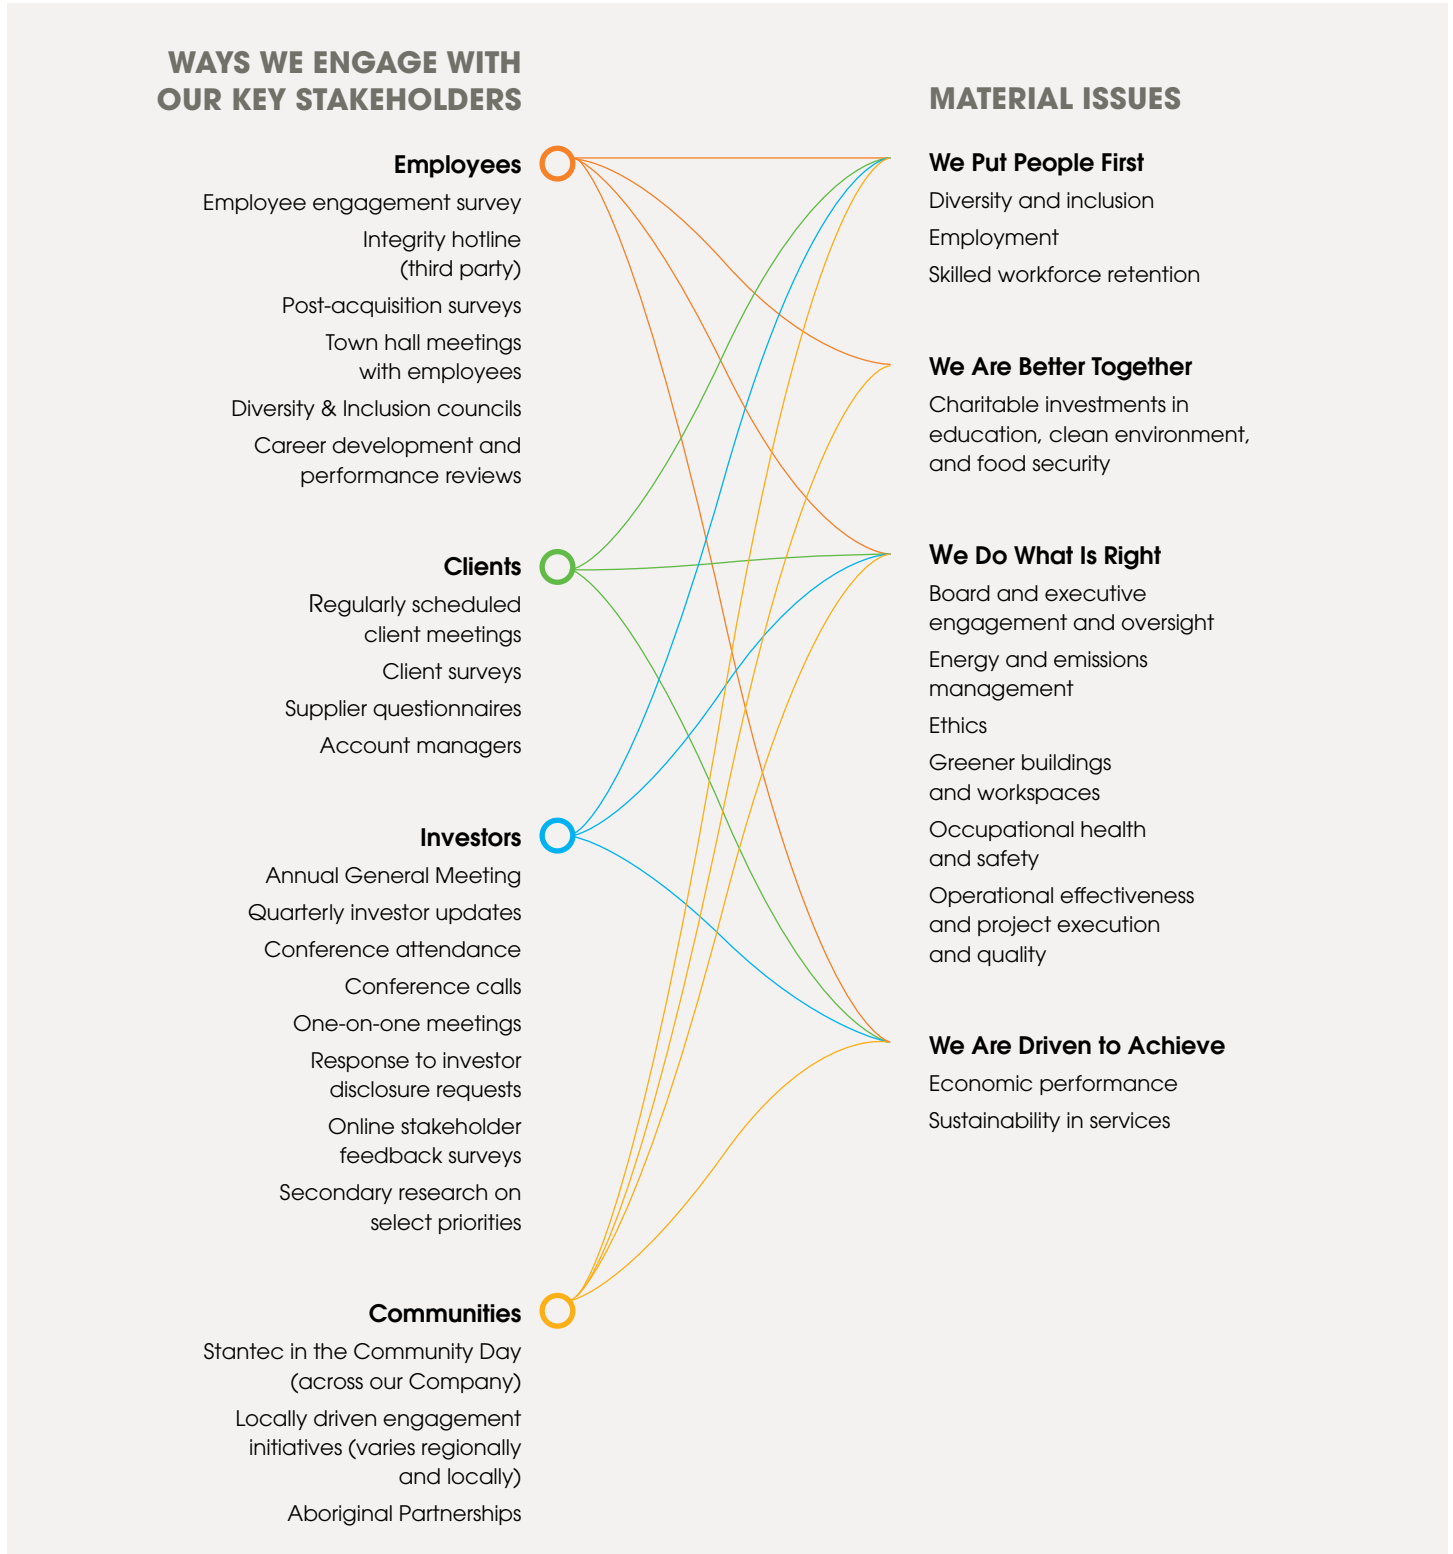 WAYS WE ENGAGE WITH
OUR KEY STAKEHOLDERS
Employees
Employee engagement survey
Integrity hotline
(third party)
Post-acquisition surveys
Town hall meetings
with employees
Diversity & Inclusion councils
Career development and
performance reviews
Clients
Regularly scheduled
client meetings
Client surveys
Supplier questionnaires
Account managers
Investors
Annual General Meeting
Quarterly investor updates
Conference attendance
Conference calls
One-on-one meetings
Response to investor
disclosure requests
Online stakeholder
feedback surveys
Secondary research on
select priorities
Communities
Stantec in the Community Day
(across our Company)
Locally driven engagement
initiatives (varies regionally
and locally)
Aboriginal Partnerships
MATERIAL ISSUES
We Put People First
Diversity and inclusion
Employment
Skilled workforce retention
We Are Better Together
Charitable investments in
education, clean environment,
and food security
We Do What Is Right
Board and executive
engagement and oversight
Energy and emissions
management
Ethics
Greener buildings
and workspaces
Occupational health
and safety
Operational effectiveness
and project execution
and quality
We Are Driven to Achieve
Economic performance
Sustainability in services